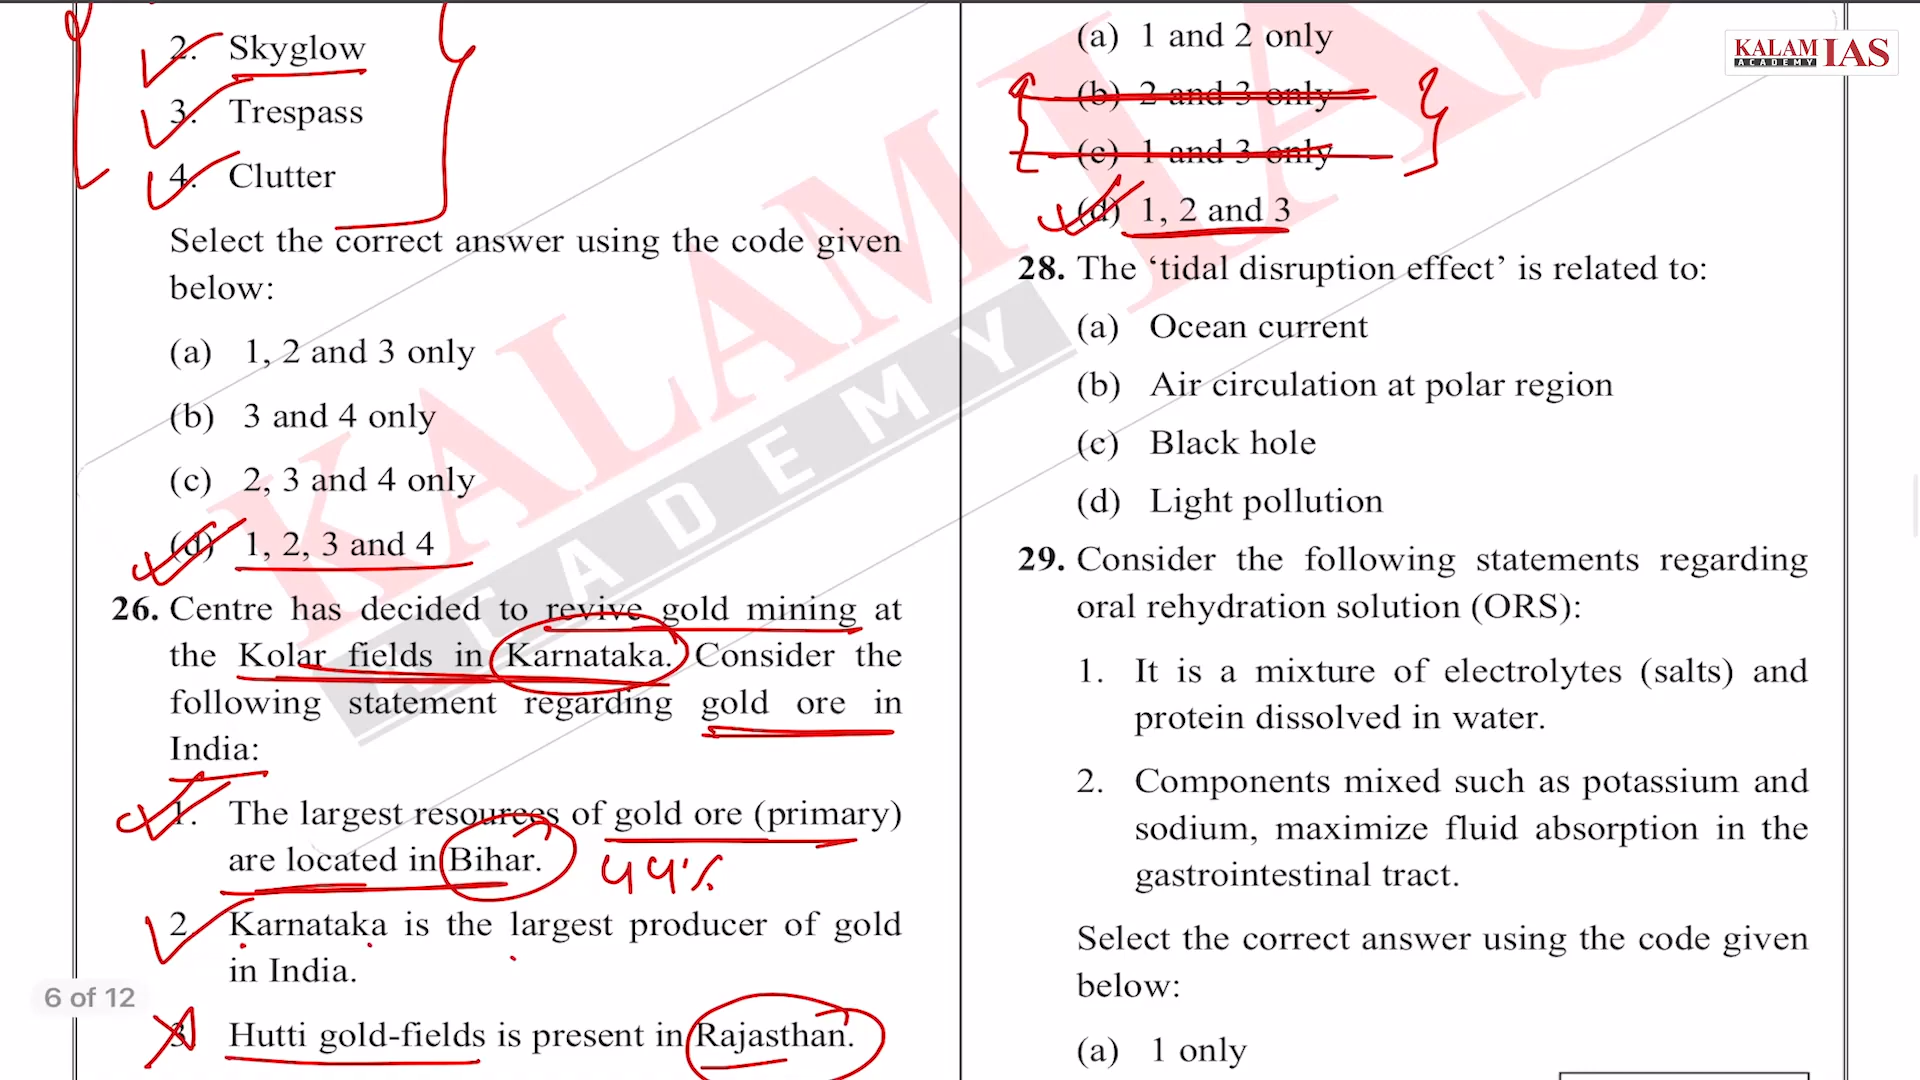 2. Skyglow
3. Trespass
4. Clutter
Select the correct answer using the code given
below:
(a) 1, 2 and 3 only
(b) 3 and 4 only
(c) 2, 3 and 4 only
(d) 1, 2, 3 and 4
26. Centre has decided to revive gold mining at
the Kolar fields in Karnataka. Consider the
following statement regarding gold ore in
India:
1. The largest resources of gold ore (primary)
are located in Bihar.
44%
2. Karnataka is the largest producer of gold
in India.
3 Hutti gold-fields is present in Rajasthan.
6 of 12
(a) 1 and 2 only
(b) 2 and 3 only
(c) 1 and 3 only
(d) 1, 2 and 3
28. The ‘tidal disruption effect’ is related to:
(a) Ocean current
(b) Air circulation at polar region
(c) Black hole
(d) Light pollution
29. Consider the following statements regarding
oral rehydration solution (ORS):
1. It is a mixture of electrolytes (salts) and
protein dissolved in water.
2. Components mixed such as potassium and
sodium, maximize fluid absorption in the
gastrointestinal tract.
Select the correct answer using the code given
below:
(a) 1 only
KALAM IAS
ACADEMY
KALAM IAS
ACADEMY